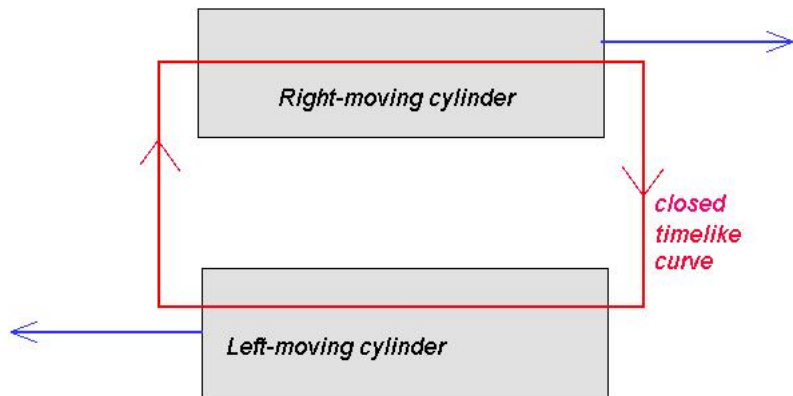 Right-moving cylinder
closed
timelike
curve
Left-moving cylinder